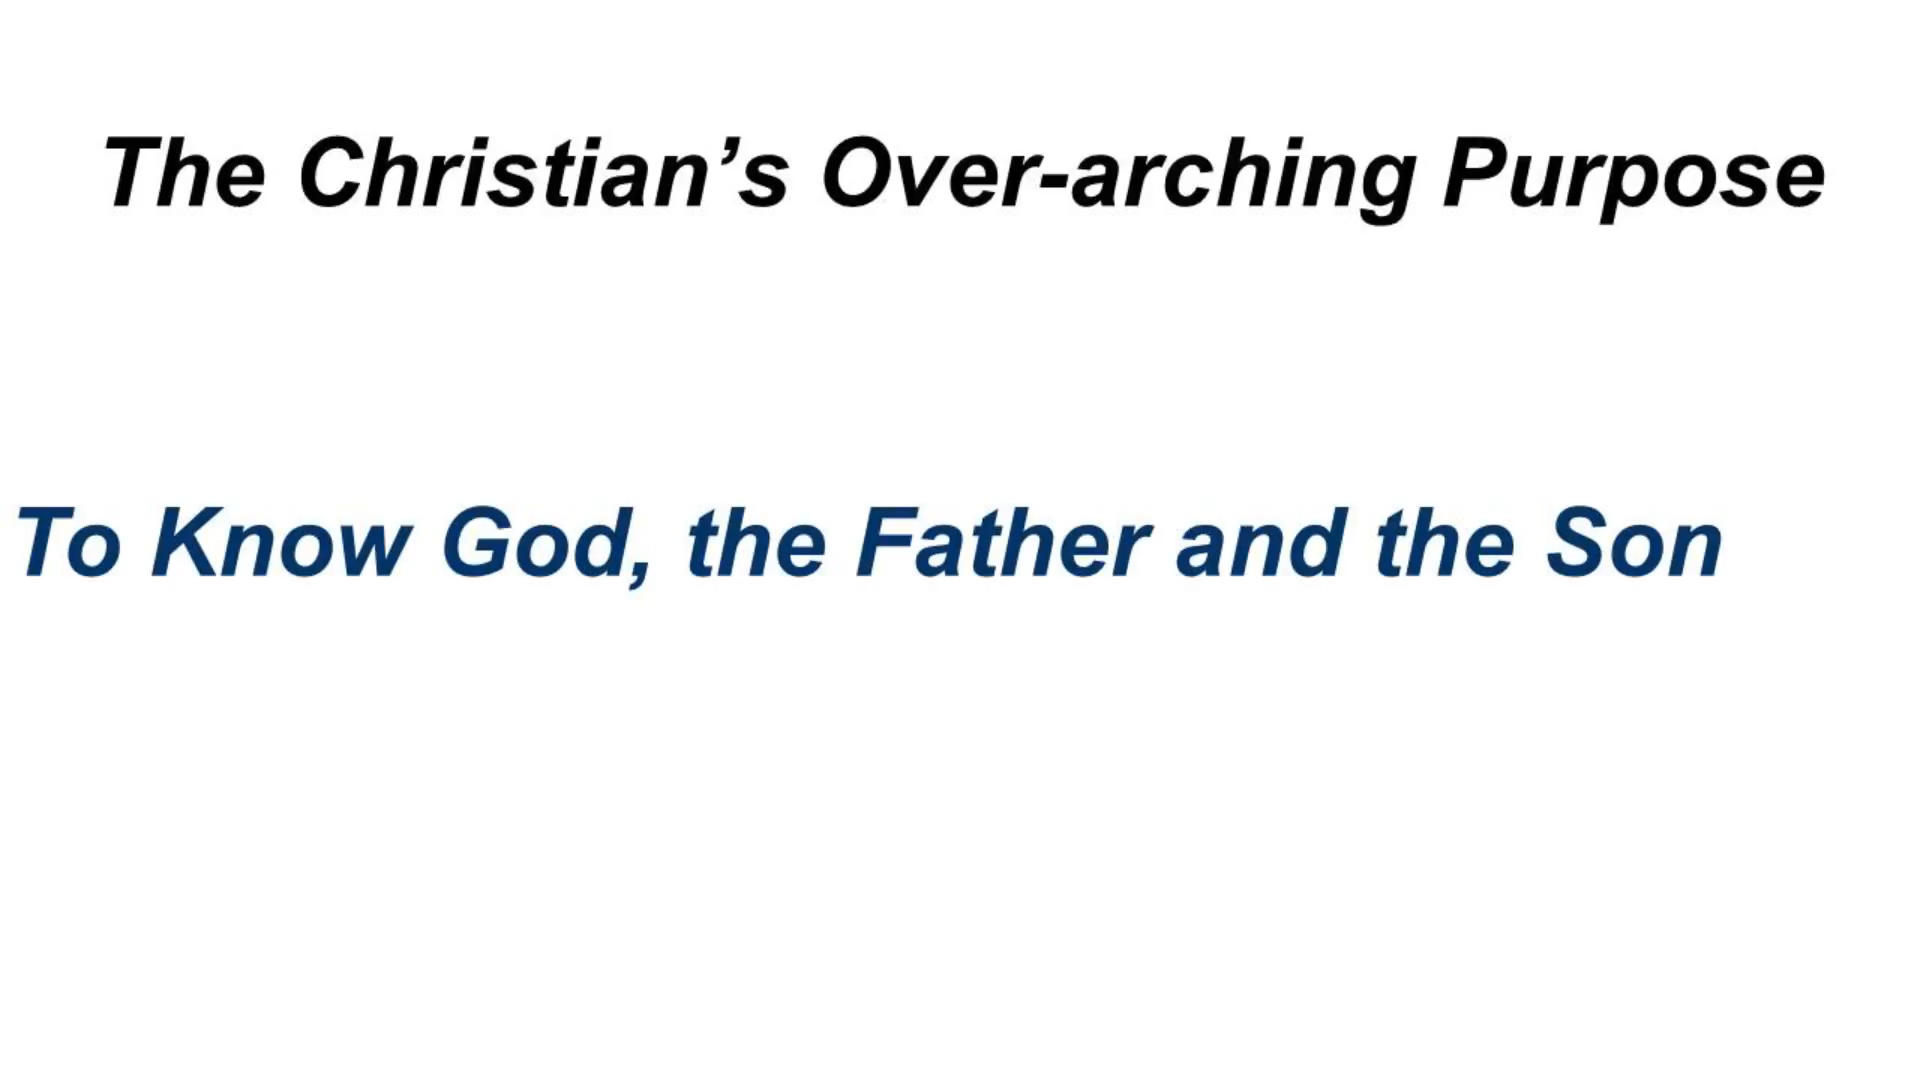 The Christian’s Over-arching Purpose
To Know God, the Father and the Son